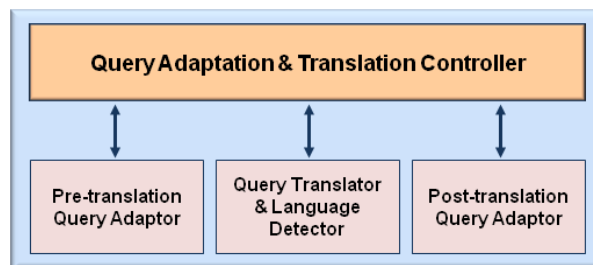 Query Adaptation & Translation Controller
Pre-translation
Query Adaptor
Query Translator
& Language
Detector
Post-translation
Query Adaptor